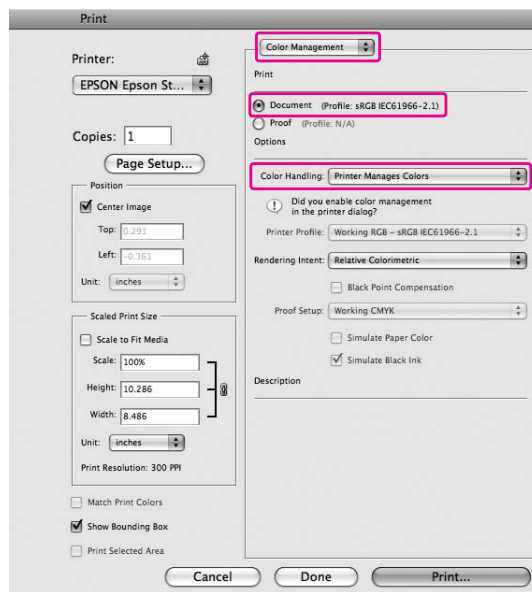 Print
Printer:
EPSON Epson St...
Copies: 1
Page Setup...
Position
Center Image
Top: 0.291
Left: -0.361
Unit: inches
Scaled Print Size
Scale to Fit Media
Scale: 100%
Height: 10.286
Width: 8.486
Unit: inches
Print Resolution: 300 PPI
Match Print Colors
Show Bounding Box
Print Selected Area
Color Management
Print
Document (Profile: sRGB IEC61966-2.1)
Proof (Profile: N/A)
Options
Color Handling: Printer Manages Colors
Did you enable color management
in the printer dialog?
Printer Profile: Working RGB - sRGB IEC61966-2.1
Rendering Intent: Relative Colorimetric
Black Point Compensation
Proof Setup: Working CMYK
Simulate Paper Color
Simulate Black Ink
Description
Cancel
Done
Print...